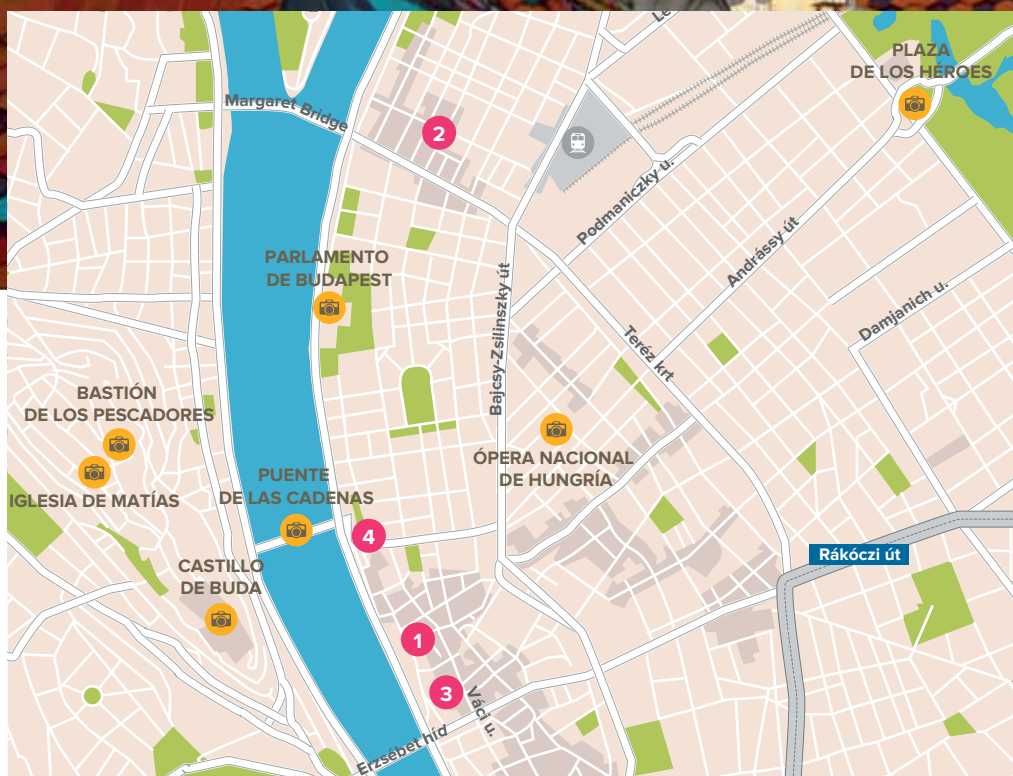 Le
PLAZA
DE LOS HÉROES
Margaret Bridge
2
Podmaniczky u.
Andrássy út
PARLAMENTO
DE BUDAPEST
Bajcsy-Zsilinszky út
Damjanich u.
Teréz krt
BASTIÓN
DE LOS PESCADORES
IGLESIA DE MATÍAS
ÓPERA NACIONAL
DE HUNGRÍA
PUENTE
DE LAS CADENAS
4
Rákóczi út
CASTILLO
DE BUDA
1
3
Váci u.
Erzsébet híd